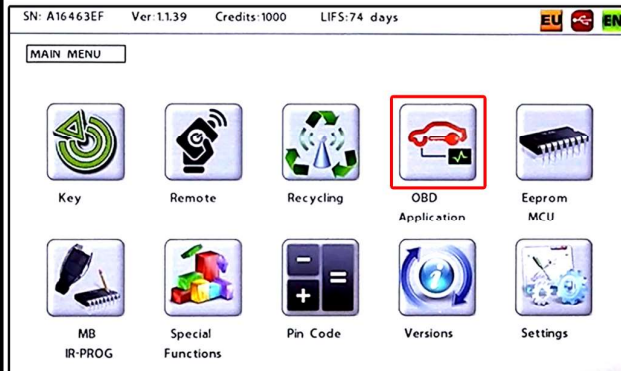 SN: A16463EF Ver:1.1.39 Credits:1000 LIFS:74 days EU EN
MAIN MENU
Key Remote Recycling OBD Eeprom
Application MCU
MB Special Pin Code Versions Settings
IR-PROG Functions